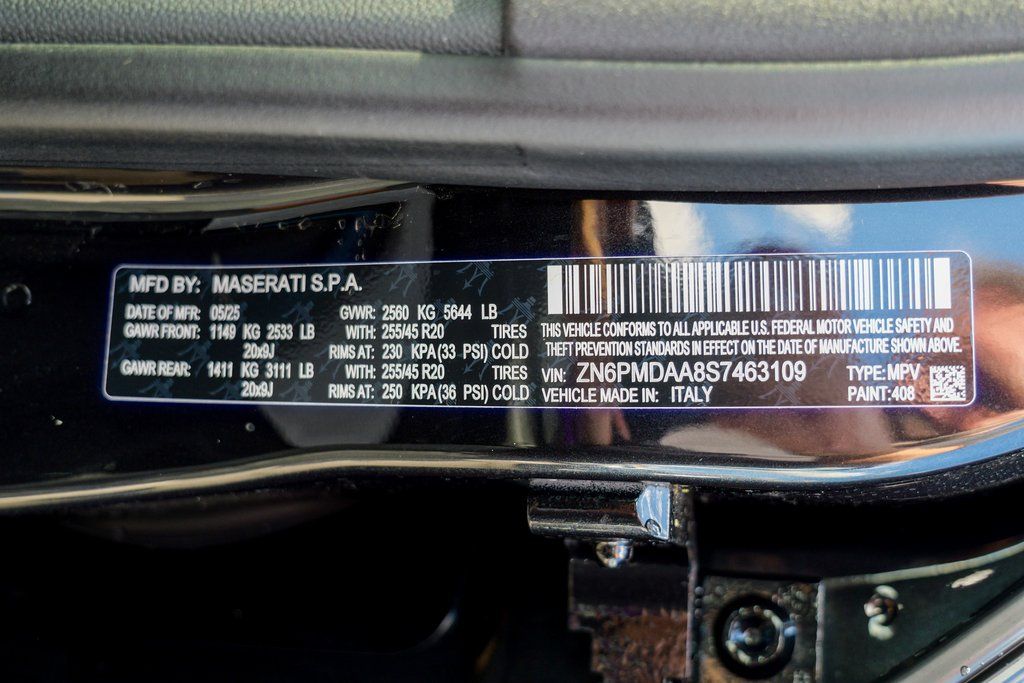 MFD BY: MASERATI S.P.A.
DATE OF MFR: 05/25 GVWR: 2560 KG 5644 LB
GAWR FRONT: 1149 KG 2533 LB WITH: 255/45 R20 TIRES
20x9J RIMS AT: 230 KPA(33 PSI) COLD
GAWR REAR: 1411 KG 3111 LB WITH: 255/45 R20 TIRES
20x9J RIMS AT: 250 KPA(36 PSI) COLD
THIS VEHICLE CONFORMS TO ALL APPLICABLE U.S. FEDERAL MOTOR VEHICLE SAFETY AND
THEFT PREVENTION STANDARDS IN EFFECT ON THE DATE OF MANUFACTURE SHOWN ABOVE.
VIN: ZN6PMDAA8S7463109 TYPE: MPV
VEHICLE MADE IN: ITALY PAINT: 408